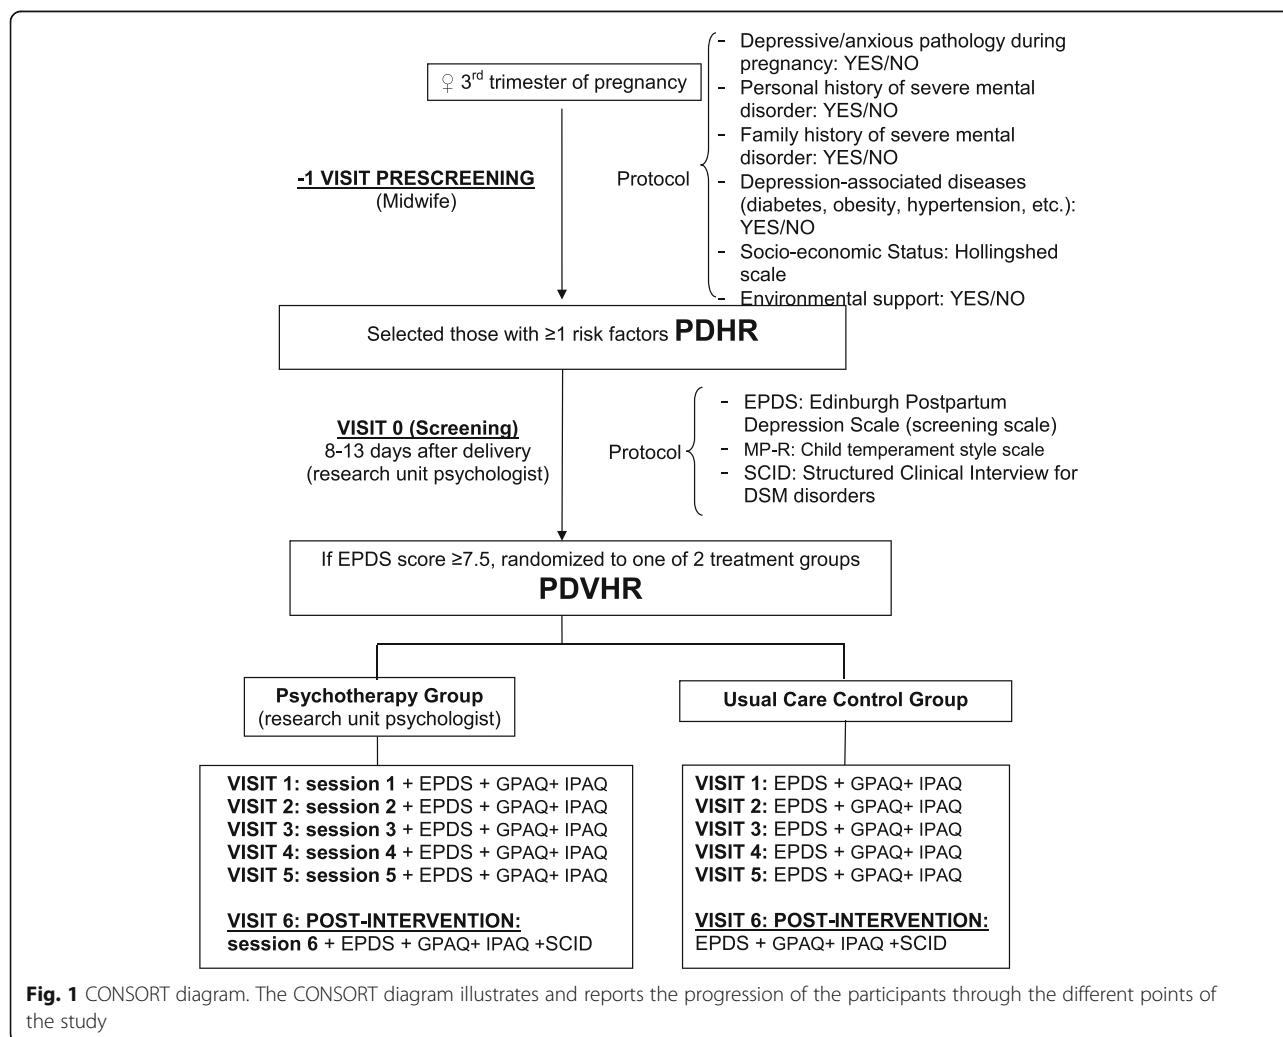 ♀ 3rd trimester of pregnancy
- Depressive/anxious pathology during
pregnancy: YES/NO
- Personal history of severe mental
disorder: YES/NO
- Family history of severe mental
disorder: YES/NO
- Depression-associated diseases
(diabetes, obesity, hypertension, etc.):
YES/NO
- Socio-economic Status: Hollingshed
scale
- Environmental support: YES/NO
-1 VISIT PRESCREENING
(Midwife)
Protocol
Selected those with ≥1 risk factors PDHR
VISIT 0 (Screening)
8-13 days after delivery
(research unit psychologist)
Protocol
- EPDS: Edinburgh Postpartum
Depression Scale (screening scale)
- MP-R: Child temperament style scale
- SCID: Structured Clinical Interview for
DSM disorders
If EPDS score ≥7.5, randomized to one of 2 treatment groups
PDVHR
Psychotherapy Group
(research unit psychologist)
VISIT 1: session 1 + EPDS + GPAQ+ IPAQ
VISIT 2: session 2 + EPDS + GPAQ+ IPAQ
VISIT 3: session 3 + EPDS + GPAQ+ IPAQ
VISIT 4: session 4 + EPDS + GPAQ+ IPAQ
VISIT 5: session 5 + EPDS + GPAQ+ IPAQ
VISIT 6: POST-INTERVENTION:
session 6 + EPDS + GPAQ+ IPAQ +SCID
Usual Care Control Group
VISIT 1: EPDS + GPAQ+ IPAQ
VISIT 2: EPDS + GPAQ+ IPAQ
VISIT 3: EPDS + GPAQ+ IPAQ
VISIT 4: EPDS + GPAQ+ IPAQ
VISIT 5: EPDS + GPAQ+ IPAQ
VISIT 6: POST-INTERVENTION:
EPDS + GPAQ+ IPAQ +SCID
Fig. 1 CONSORT diagram. The CONSORT diagram illustrates and reports the progression of the participants through the different points of
the study